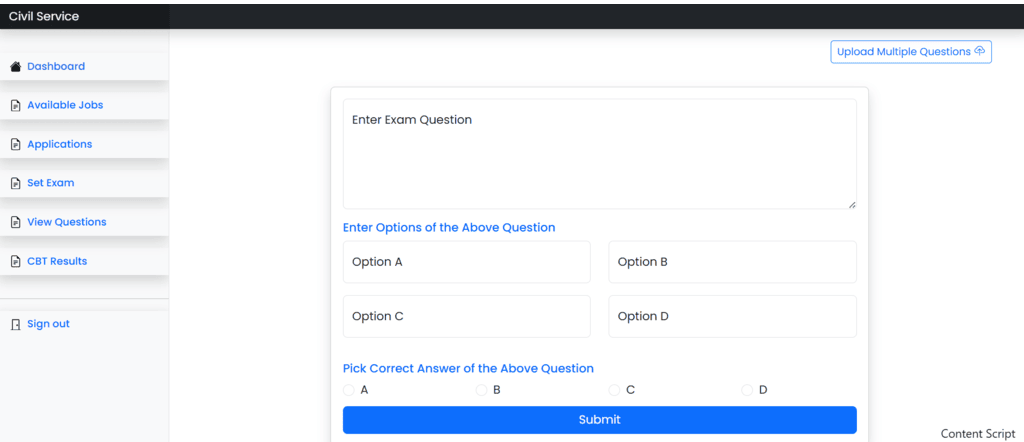 Civil Service
Upload Multiple Questions
Dashboard
Available Jobs
Applications
Set Exam
View Questions
CBT Results
Sign out
Enter Exam Question
Enter Options of the Above Question
Option A Option B
Option C Option D
Pick Correct Answer of the Above Question
A B C D
Submit
Content Script